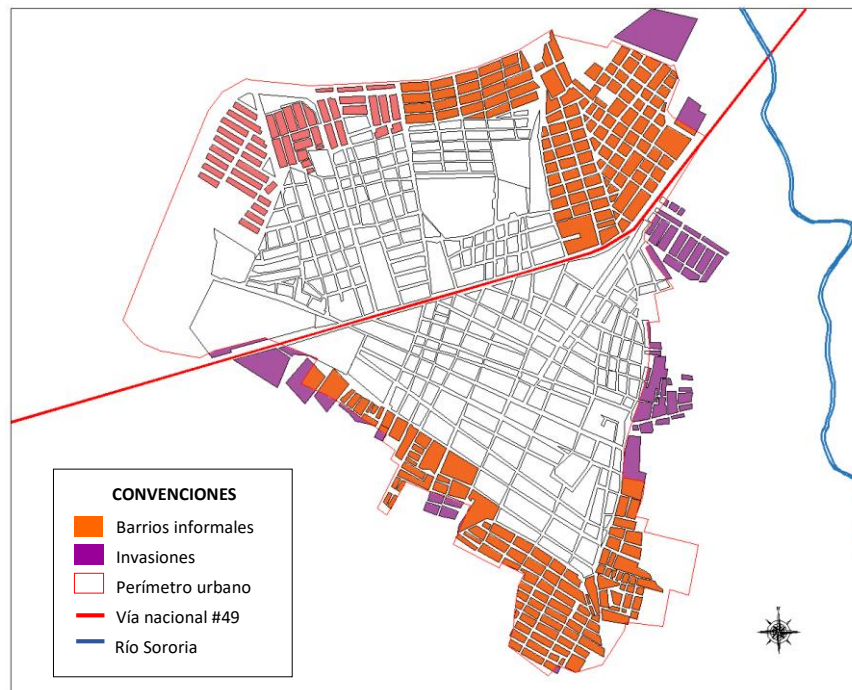 CONVENCIONES
Barrios informales
Invasiones
Perímetro urbano
Vía nacional #49
Río Sororia